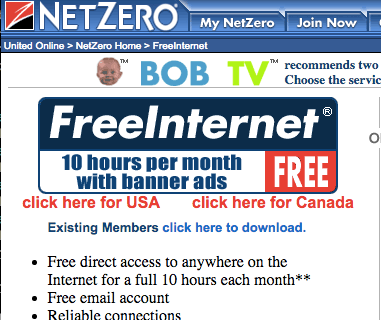 NETZERO®
My NetZero Join Now
United Online > NetZero Home > FreeInternet
BOB™ TV™
recommends two
Choose the servic
FreeInternet®
10 hours per month
with banner ads
FREE
click here for USA click here for Canada
Existing Members click here to download.
• Free direct access to anywhere on the
Internet for a full 10 hours each month**
• Free email account
• Reliable connections